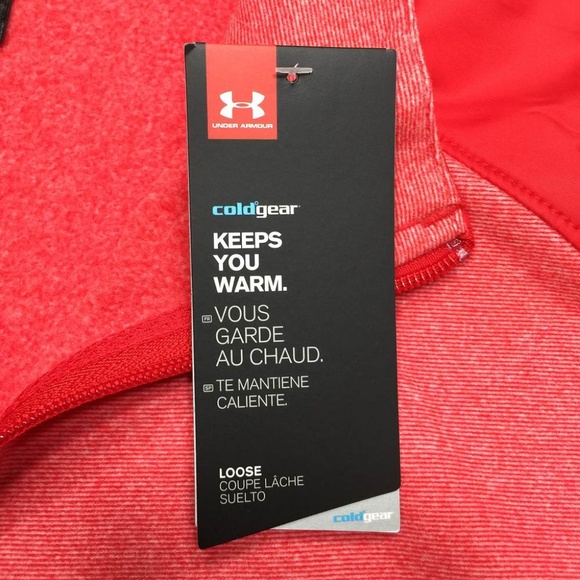 UNDER ARMOUR
coldgear
KEEPS
YOU
WARM.
FR VOUS
GARDE
AU CHAUD.
SP TE MANTIENE
CALIENTE.
LOOSE
COUPE LÂCHE
SUELTO
coldgear